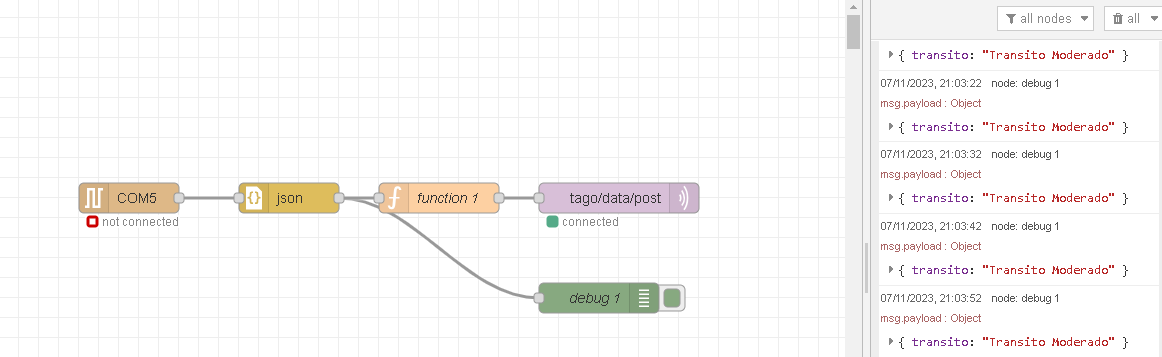 all nodes
all
COM5
json
function 1
tago/data/post
not connected
connected
debug 1
{ transito: "Transito Moderado" }
07/11/2023, 21:03:22 node: debug 1
msg.payload : Object
{ transito: "Transito Moderado" }
07/11/2023, 21:03:32 node: debug 1
msg.payload : Object
{ transito: "Transito Moderado" }
07/11/2023, 21:03:42 node: debug 1
msg.payload : Object
{ transito: "Transito Moderado" }
07/11/2023, 21:03:52 node: debug 1
msg.payload : Object
{ transito: "Transito Moderado" }